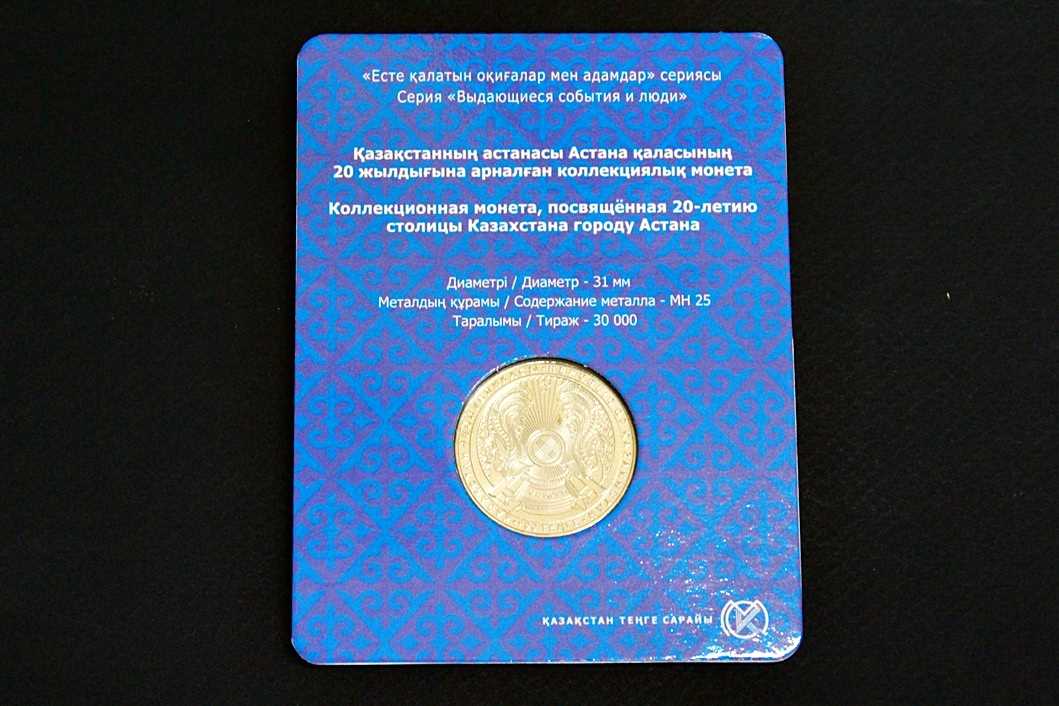 «Есте қалатын оқиғалар мен адамдар» сериясы
Серия «Выдающиеся события и люди»
Қазақстанның астанасы Астана қаласының
20 жылдығына арналған коллекциялық монета
Коллекционная монета, посвящённая 20-летию
столицы Казахстана городу Астана
Диаметрі / Диаметр - 31 мм
Металдың құрамы / Содержание металла - МН 25
Таралымы / Тираж - 30 000
ҚАЗАҚСТАН ТЕҢГЕ САРАЙЫ